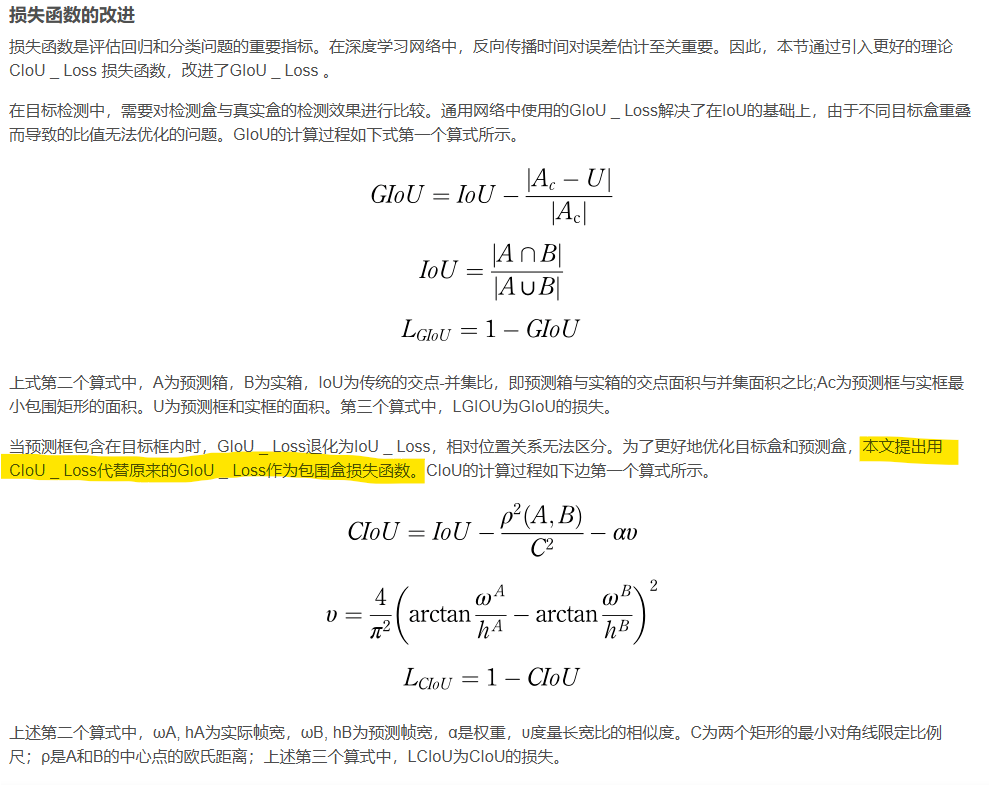 损失函数的改进
损失函数是评估回归和分类问题的重要指标。在深度学习网络中，反向传播时间对误差估计至关重要。因此，本节通过引入更好的理论
CIoU _ Loss 损失函数，改进了GIoU _ Loss 。
在目标检测中，需要对检测盒与真实盒的检测效果进行比较。通用网络中使用的GIoU _ Loss解决了在IoU的基础上，由于不同目标盒重叠
而导致的比值无法优化的问题。GIoU的计算过程如下式第一个算式所示。
GIoU = IoU − |A_c − U| / |A_c|
IoU = |A ∩ B| / |A ∪ B|
L_GIoU = 1 − GIoU
上式第二个算式中，A为预测箱，B为实箱，IoU为传统的交点-并集比，即预测箱与实箱的交点面积与并集面积之比;Ac为预测框与实框最
小包围矩形的面积。U为预测框和实框的面积。第三个算式中，LGIOU为GIoU的损失。
当预测框包含在目标框内时，GIoU _ Loss退化为IoU _ Loss，相对位置关系无法区分。为了更好地优化目标盒和预测盒，本文提出用
CIoU _ Loss代替原来的GIoU _ Loss作为包围盒损失函数。CIoU的计算过程如下边第一个算式所示。
CIoU = IoU − ρ²(A, B) / C² − αυ
υ = 4/π² (arctan ω^A/h^A − arctan ω^B/h^B)²
L_CIoU = 1 − CIoU
上述第二个算式中，ωA, hA为实际帧宽，ωB, hB为预测帧宽，α是权重，υ度量长宽比的相似度。C为两个矩形的最小对角线限定比例
尺；ρ是A和B的中心点的欧氏距离；上述第三个算式中，LCIoU为CIoU的损失。